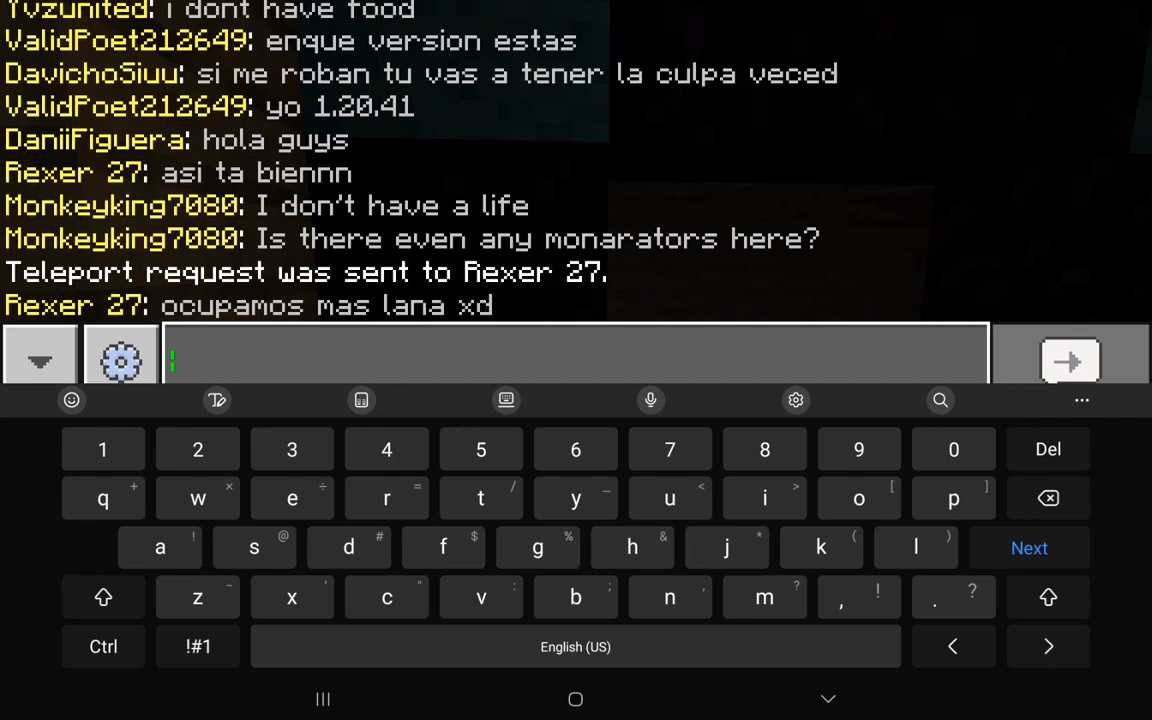 Yvzunited: i dont have food
ValidPoet212649: enque version estas
DavichoSiuu: si me roban tu vas a tener la culpa veced
ValidPoet212649: yo 1.20.41
DaniiFiguera: hola guys
Rexer 27: asi ta biennn
Monkeyking7080: I don't have a life
Monkeyking7080: Is there even any monarators here?
Teleport request was sent to Rexer 27.
Rexer 27: ocupamos mas lana xd
1 2 3 4 5 6 7 8 9 0 Del
q + w × e ÷ r = t / y _ u < i > o [ p ]
a ! s @ d # f $ g % h & j * k ( l ) Next
z - x ' c " v : b ; n , m ? , ! . ?
Ctrl !#1 English (US) < >